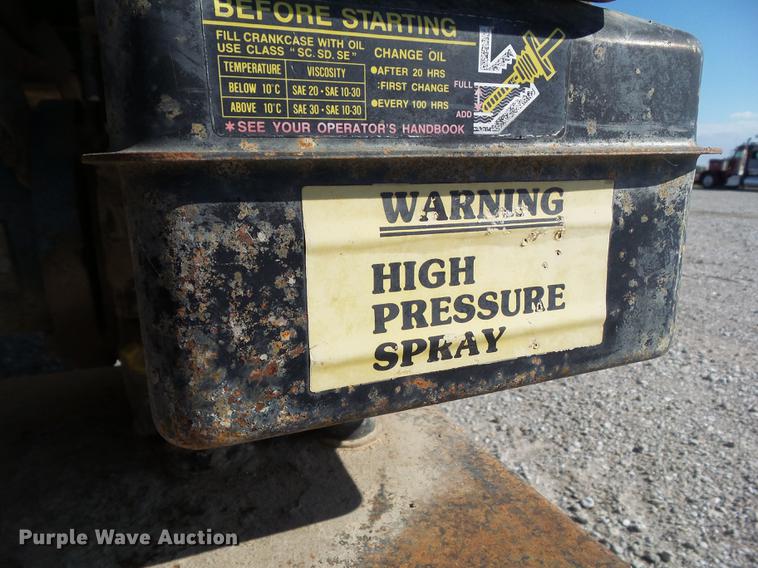 BEFORE STARTING
FILL CRANKCASE WITH OIL
USE CLASS "SC.SD.SE"
TEMPERATURE VISCOSITY
BELOW 10°C SAE 20 • SAE 10-30
ABOVE 10°C SAE 30 • SAE 10-30
CHANGE OIL
●AFTER 20 HRS
:FIRST CHANGE
●EVERY 100 HRS
FULL
ADD
*SEE YOUR OPERATOR'S HANDBOOK
WARNING
HIGH
PRESSURE
SPRAY
Purple Wave Auction®